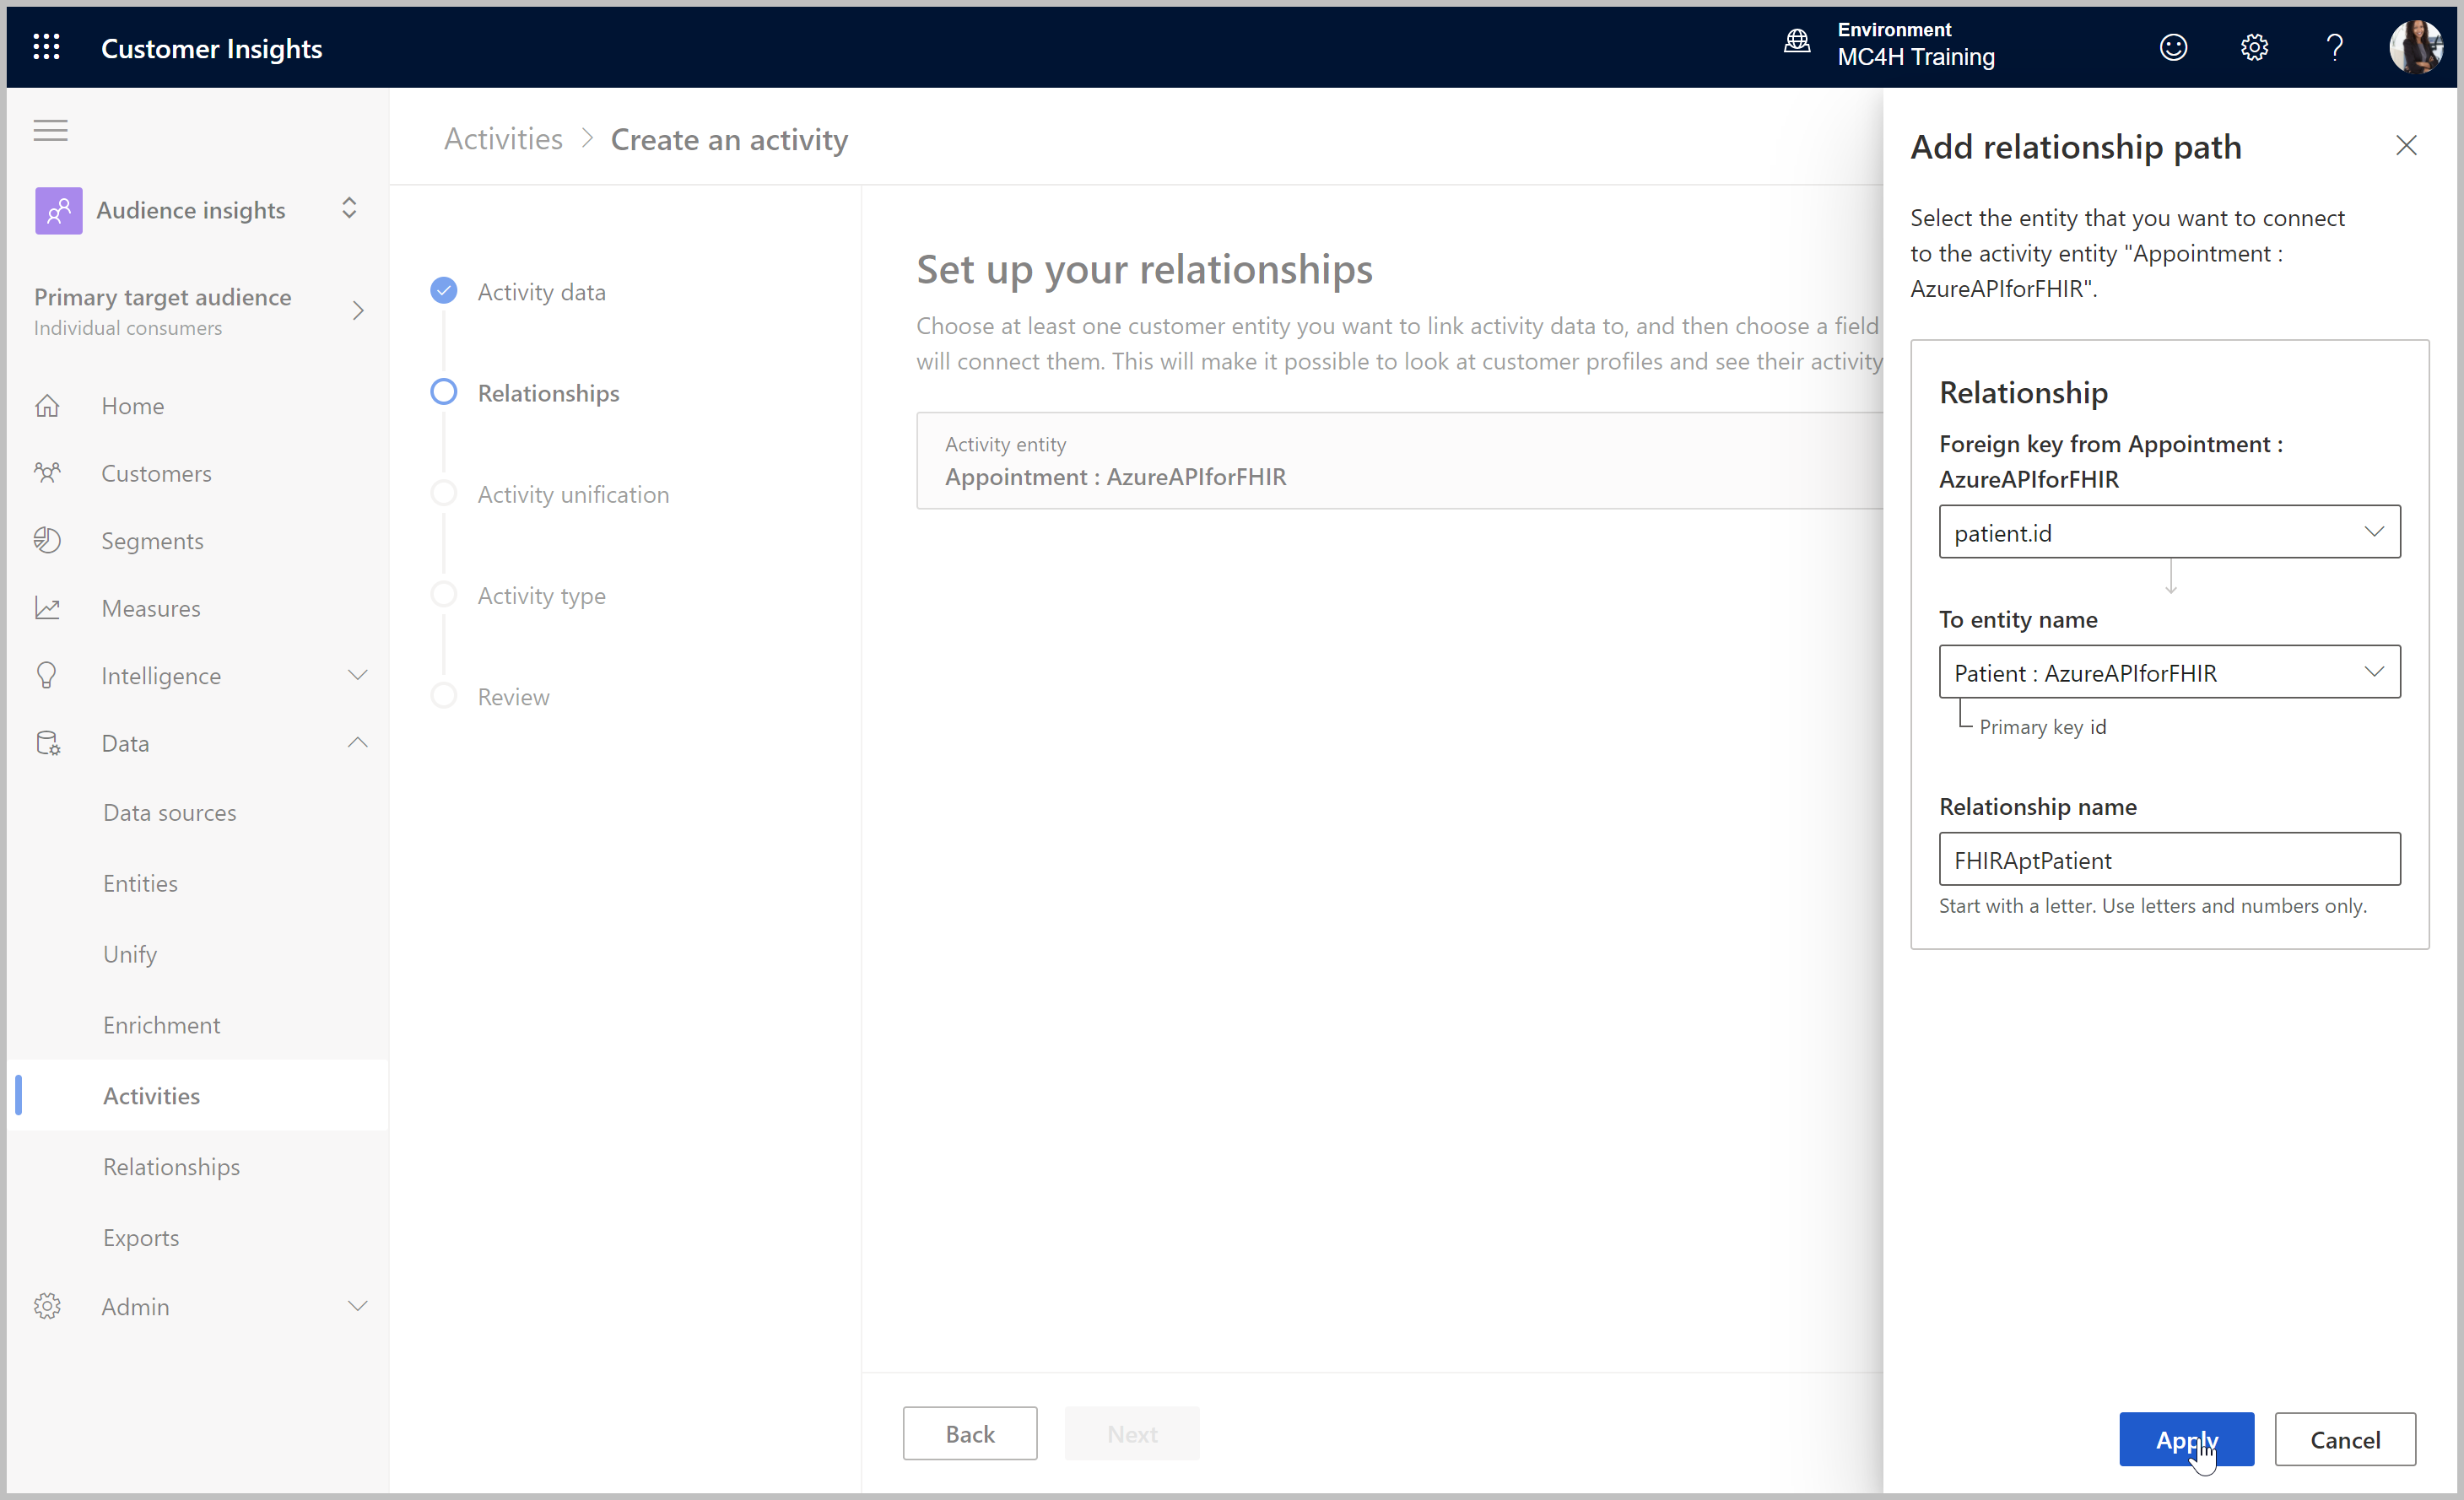 Customer Insights
Environment
MC4H Training
Audience insights
Primary target audience
Individual consumers
Home
Customers
Segments
Measures
Intelligence
Data
Data sources
Entities
Unify
Enrichment
Activities
Relationships
Exports
Admin
Activities > Create an activity
Activity data
Relationships
Activity unification
Activity type
Review
Set up your relationships
Choose at least one customer entity you want to link activity data to, and then choose a field
will connect them. This will make it possible to look at customer profiles and see their activity
Activity entity
Appointment : AzureAPIforFHIR
Back
Next
Add relationship path
Select the entity that you want to connect
to the activity entity "Appointment :
AzureAPIforFHIR".
Relationship
Foreign key from Appointment :
AzureAPIforFHIR
patient.id
To entity name
Patient : AzureAPIforFHIR
Primary key id
Relationship name
FHIRAptPatient
Start with a letter. Use letters and numbers only.
Apply
Cancel